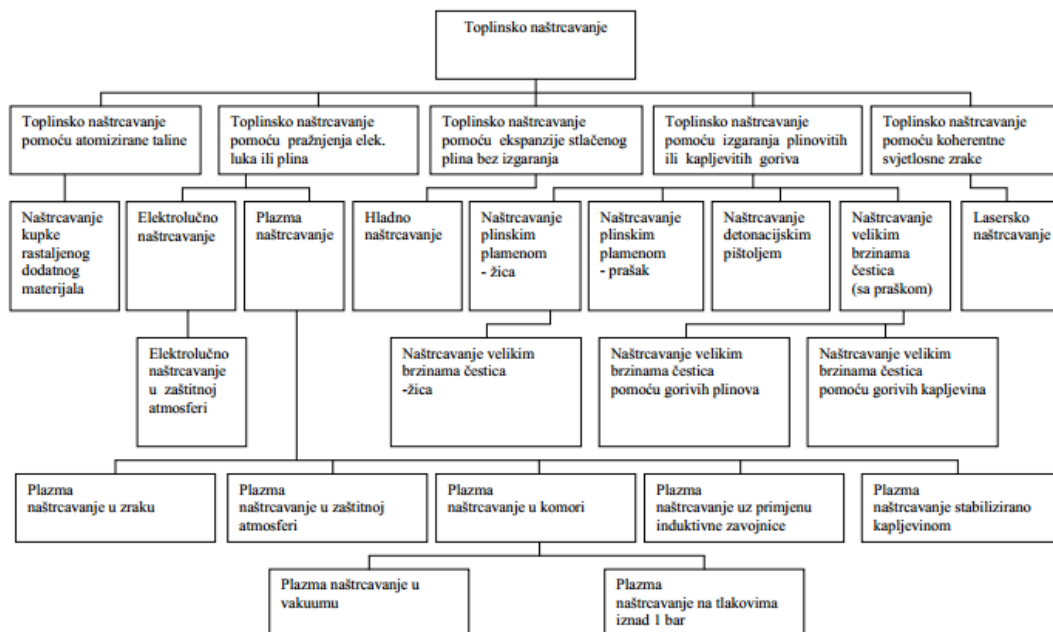 Toplinsko naštrcavanje
Toplinsko naštrcavanje
pomoću atomizirane taline
Toplinsko naštrcavanje
pomoću pražnjenja elek.
luka ili plina
Toplinsko naštrcavanje
pomoću ekspanzije stlačenog
plina bez izgaranja
Toplinsko naštrcavanje
pomoću izgaranja plinovitih
ili kapljevitih goriva
Toplinsko naštrcavanje
pomoću koherentne
svjetlosne zrake
Naštrcavanje
kupke
rastaljenog
dodatnog
materijala
Elektrolučno
naštrcavanje
Plazma
naštrcavanje
Hladno
naštrcavanje
Naštrcavanje
plinskim
plamenom
- žica
Naštrcavanje
plinskim
plamenom
- prašak
Naštrcavanje
detonacijskim
pištoljem
Naštrcavanje
velikim
brzinama
čestica
(sa praškom)
Lasersko
naštrcavanje
Elektrolučno
naštrcavanje
u zaštitnoj
atmosferi
Naštrcavanje velikim
brzinama čestica
-žica
Naštrcavanje velikim
brzinama čestica
pomoću gorivih plinova
Naštrcavanje velikim
brzinama čestica
pomoću gorivih kapljevina
Plazma
naštrcavanje u zraku
Plazma
naštrcavanje u zaštitnoj
atmosferi
Plazma
naštrcavanje u komori
Plazma
naštrcavanje uz primjenu
induktivne zavojnice
Plazma
naštrcavanje stabilizirano
kapljevinom
Plazma naštrcavanje u
vakuumu
Plazma
naštrcavanje na tlakovima
iznad 1 bar